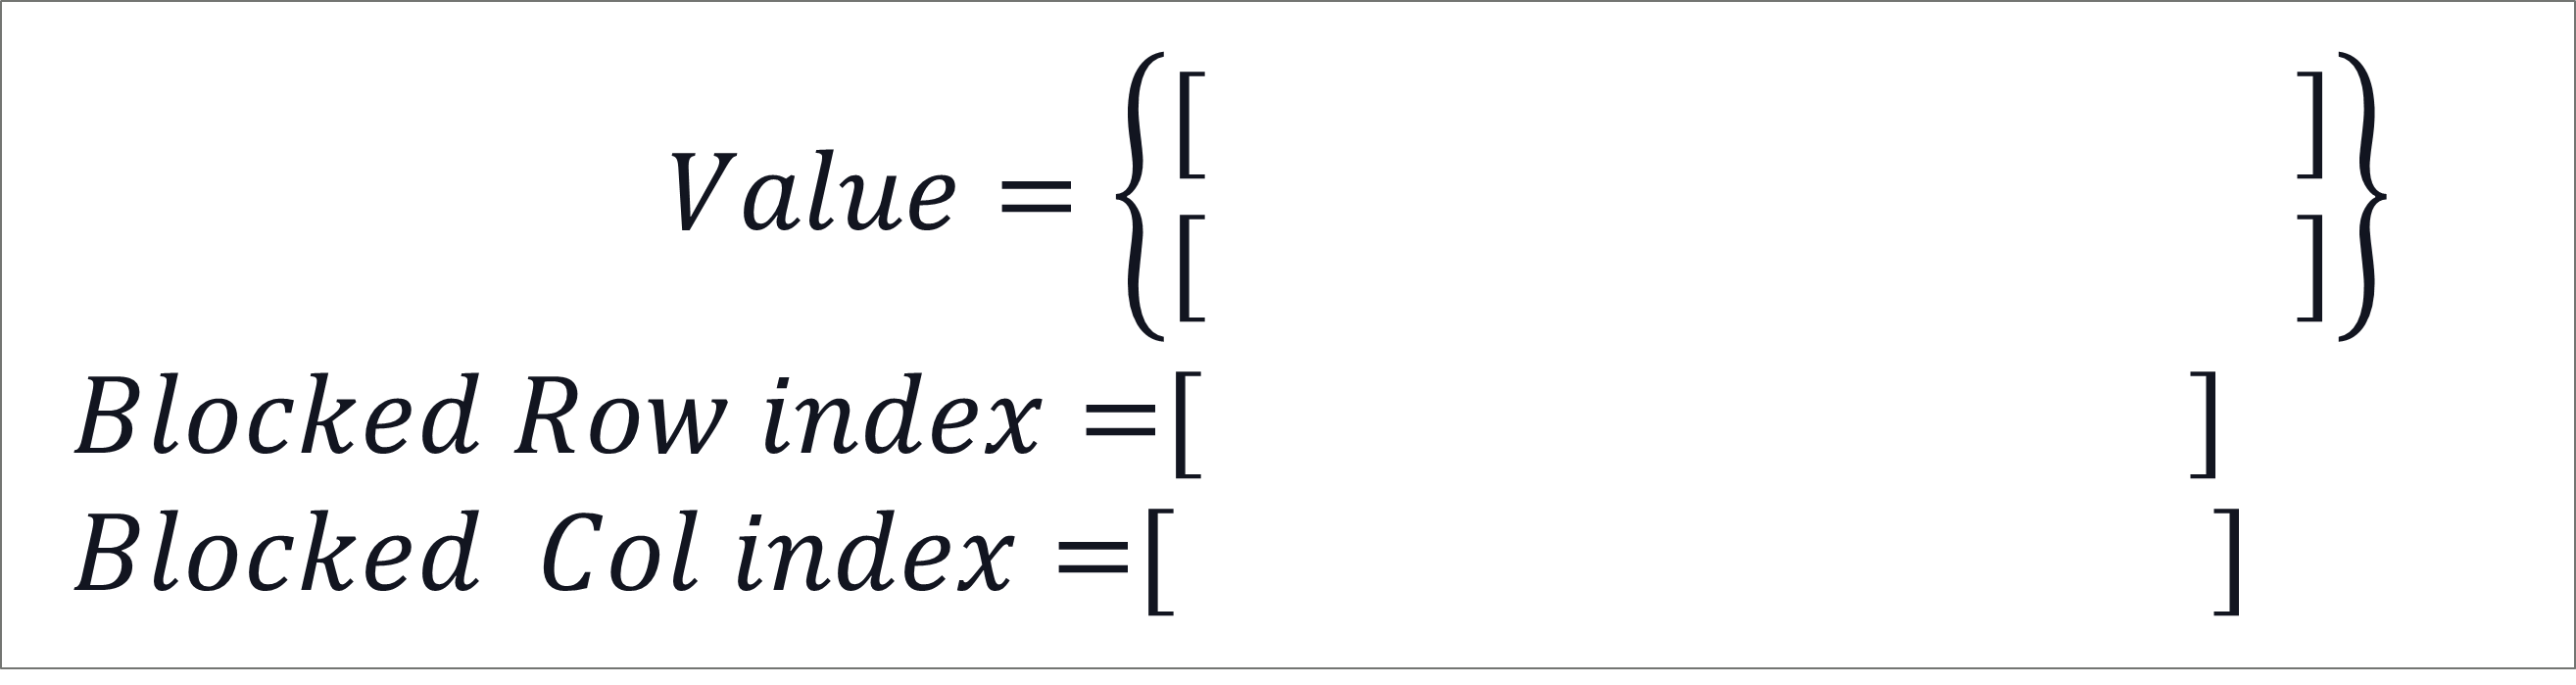 Value = {[ ]
[ ]}
Blocked Row index =[ ]
Blocked Col index =[ ]